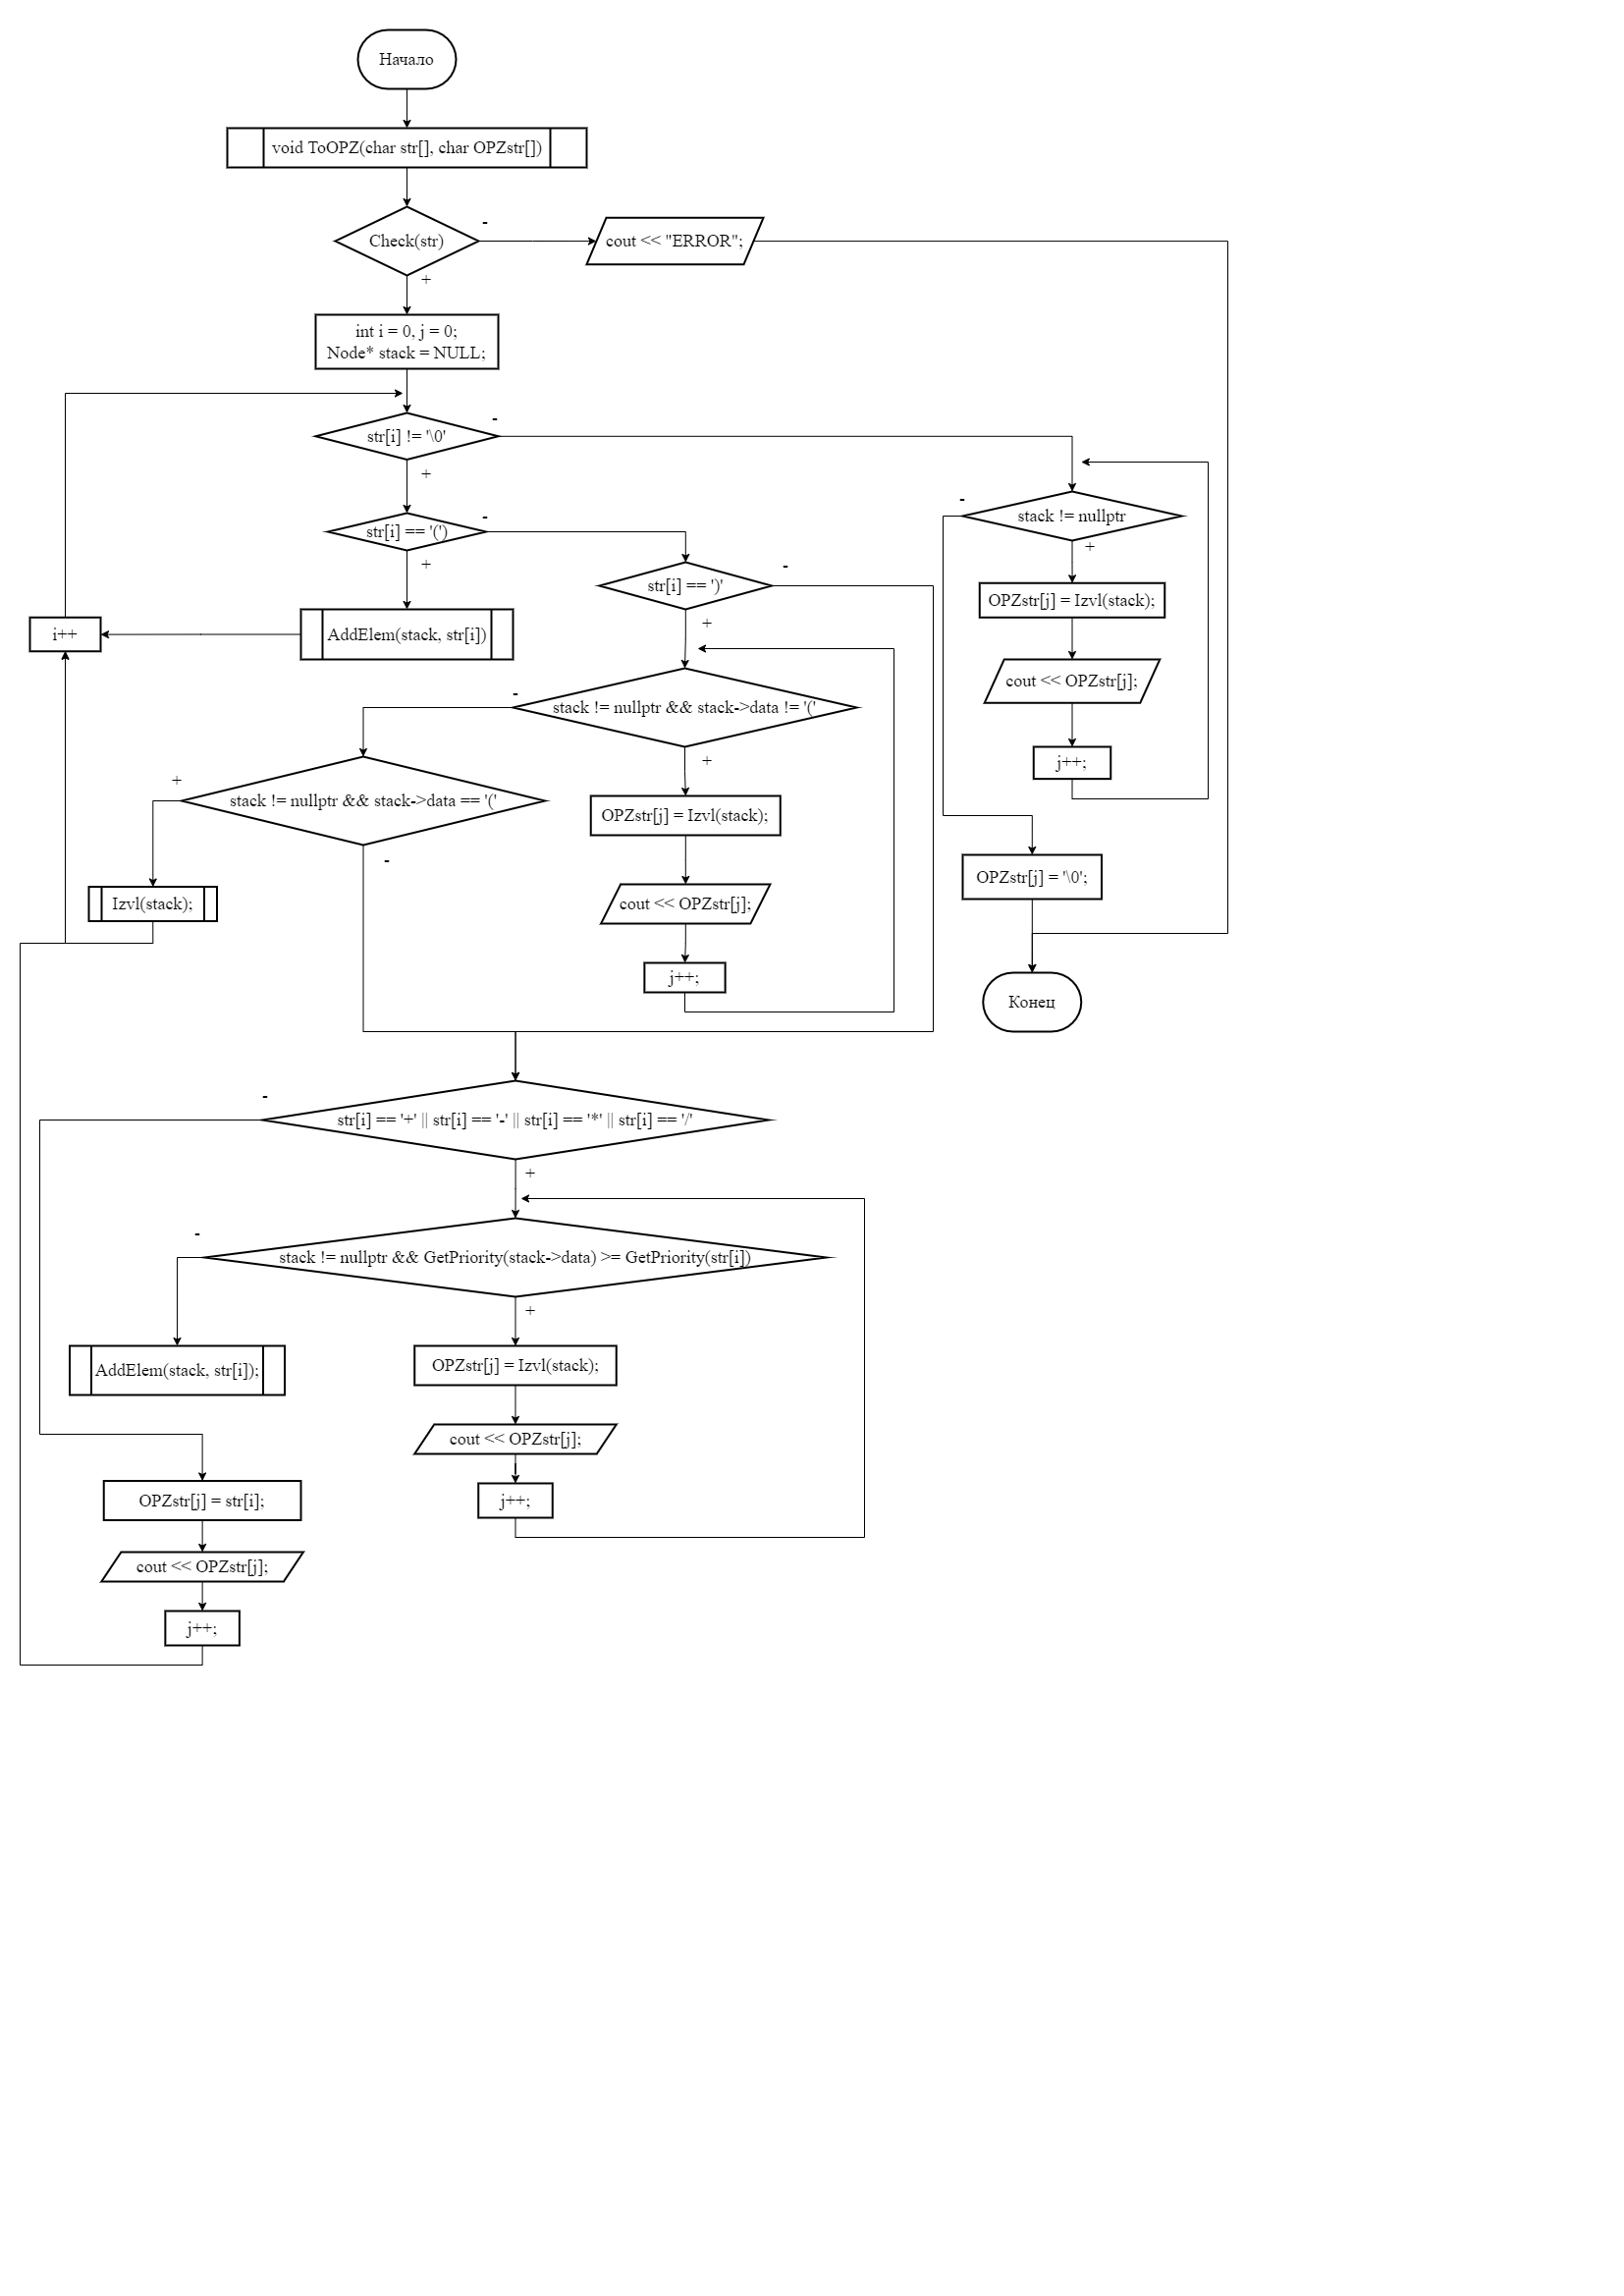 Начало
void ToOPZ(char str[], char OPZstr[])
Check(str)
-
cout << "ERROR";
+
int i = 0, j = 0;
Node* stack = NULL;
str[i] != '\0'
-
+
str[i] == '(')
-
+
stack != nullptr
-
+
str[i] == ')'
-
+
OPZstr[j] = Izvl(stack);
i++
AddElem(stack, str[i])
cout << OPZstr[j];
stack != nullptr && stack->data != '('
-
+
j++;
stack != nullptr && stack->data == '('
+
-
OPZstr[j] = Izvl(stack);
OPZstr[j] = '\0';
Izvl(stack);
cout << OPZstr[j];
j++;
Конец
str[i] == '+' || str[i] == '-' || str[i] == '*' || str[i] == '/'
-
+
stack != nullptr && GetPriority(stack->data) >= GetPriority(str[i])
-
+
AddElem(stack, str[i]);
OPZstr[j] = Izvl(stack);
cout << OPZstr[j];
OPZstr[j] = str[i];
j++;
cout << OPZstr[j];
j++;